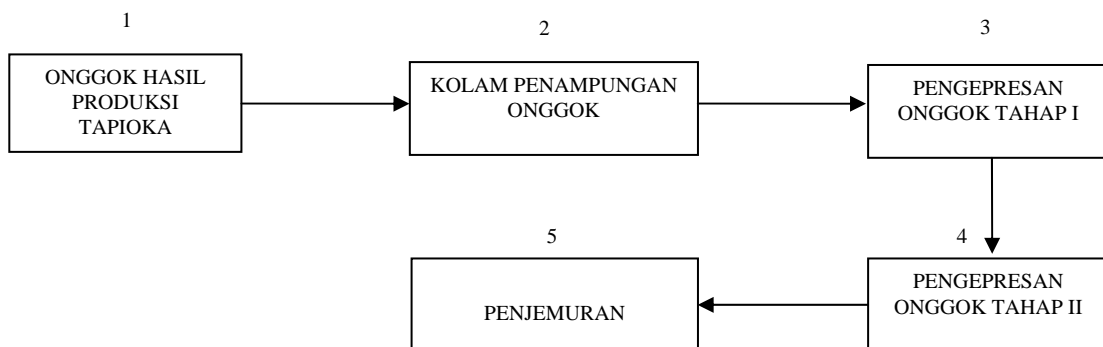 1
ONGGOK HASIL
PRODUKSI
TAPIOKA
2
KOLAM PENAMPUNGAN
ONGGOK
3
PENGEPRESAN
ONGGOK TAHAP I
4
PENGEPRESAN
ONGGOK TAHAP II
5
PENJEMURAN